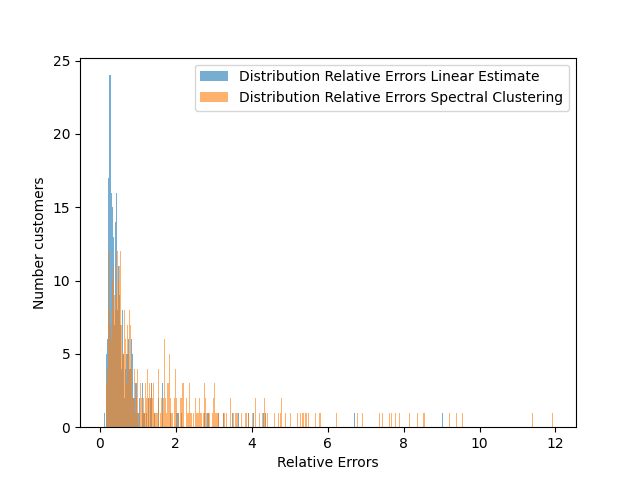 Distribution Relative Errors Linear Estimate
Distribution Relative Errors Spectral Clustering
25
20
15
10
5
0
Number customers
0 2 4 6 8 10 12
Relative Errors